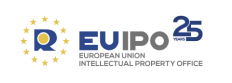 R
EUIPO
25
YEARS
EUROPEAN UNION
INTELLECTUAL PROPERTY OFFICE